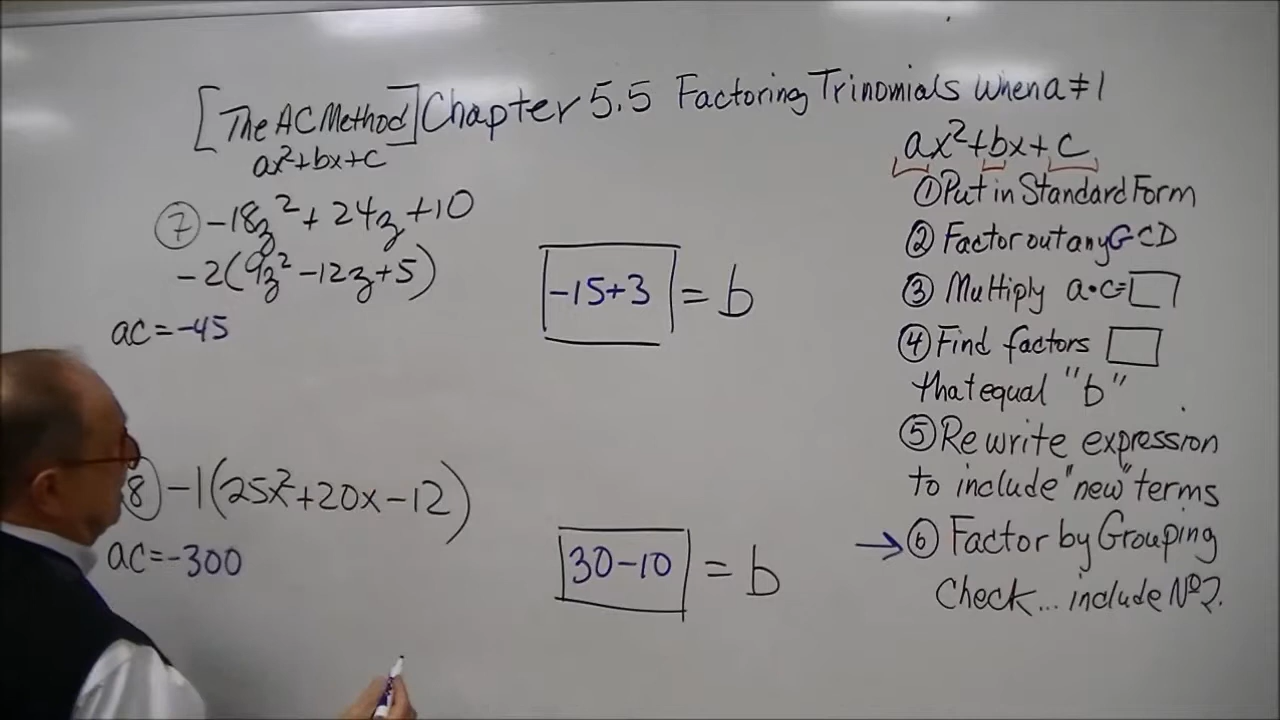 [The AC Method] Chapter 5.5 Factoring Trinomials When a ≠ 1
ax²+bx+c
⑦ -18z² + 24z +10
-2(9z² -12z+5)
ac = -45
-15+3 = b
8 -1(25x²+20x-12)
ac=-300
30-10 = b
ax²+bx+c
① Put in Standard Form
② Factor out any GCD
③ Multiply a•c=□
④ Find factors □
that equal "b"
⑤ Rewrite expression
to include "new" terms
→ ⑥ Factor by Grouping
Check... include Nº2.